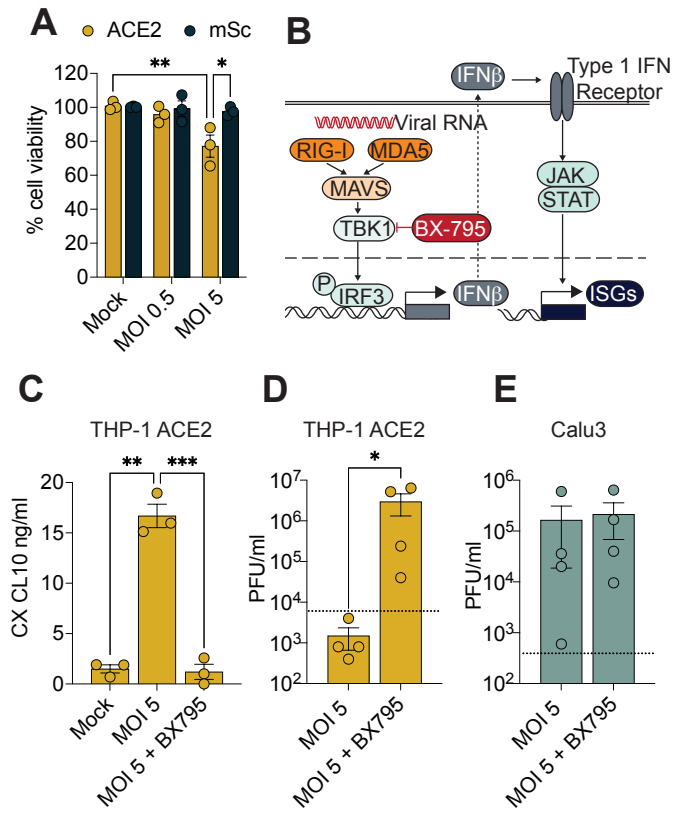 A
ACE2 mSc
** *
120
100
80
60
40
20
0
% cell viability
Mock
MOI 0.5
MOI 5
B
IFNβ
Type 1 IFN
Receptor
Viral RNA
RIG-I MDA5
MAVS
TBK1 BX-795
JAK
STAT
P
IRF3
IFNβ
ISGs
C
THP-1 ACE2
** ***
20
15
10
5
0
CX CL10 ng/ml
Mock
MOI 5
MOI 5 + BX795
D
THP-1 ACE2
*
10⁷
10⁶
10⁵
10⁴
10³
10²
PFU/ml
MOI 5
MOI 5 + BX795
E
Calu3
10⁶
10⁵
10⁴
10³
10²
PFU/ml
MOI 5
MOI 5 + BX795